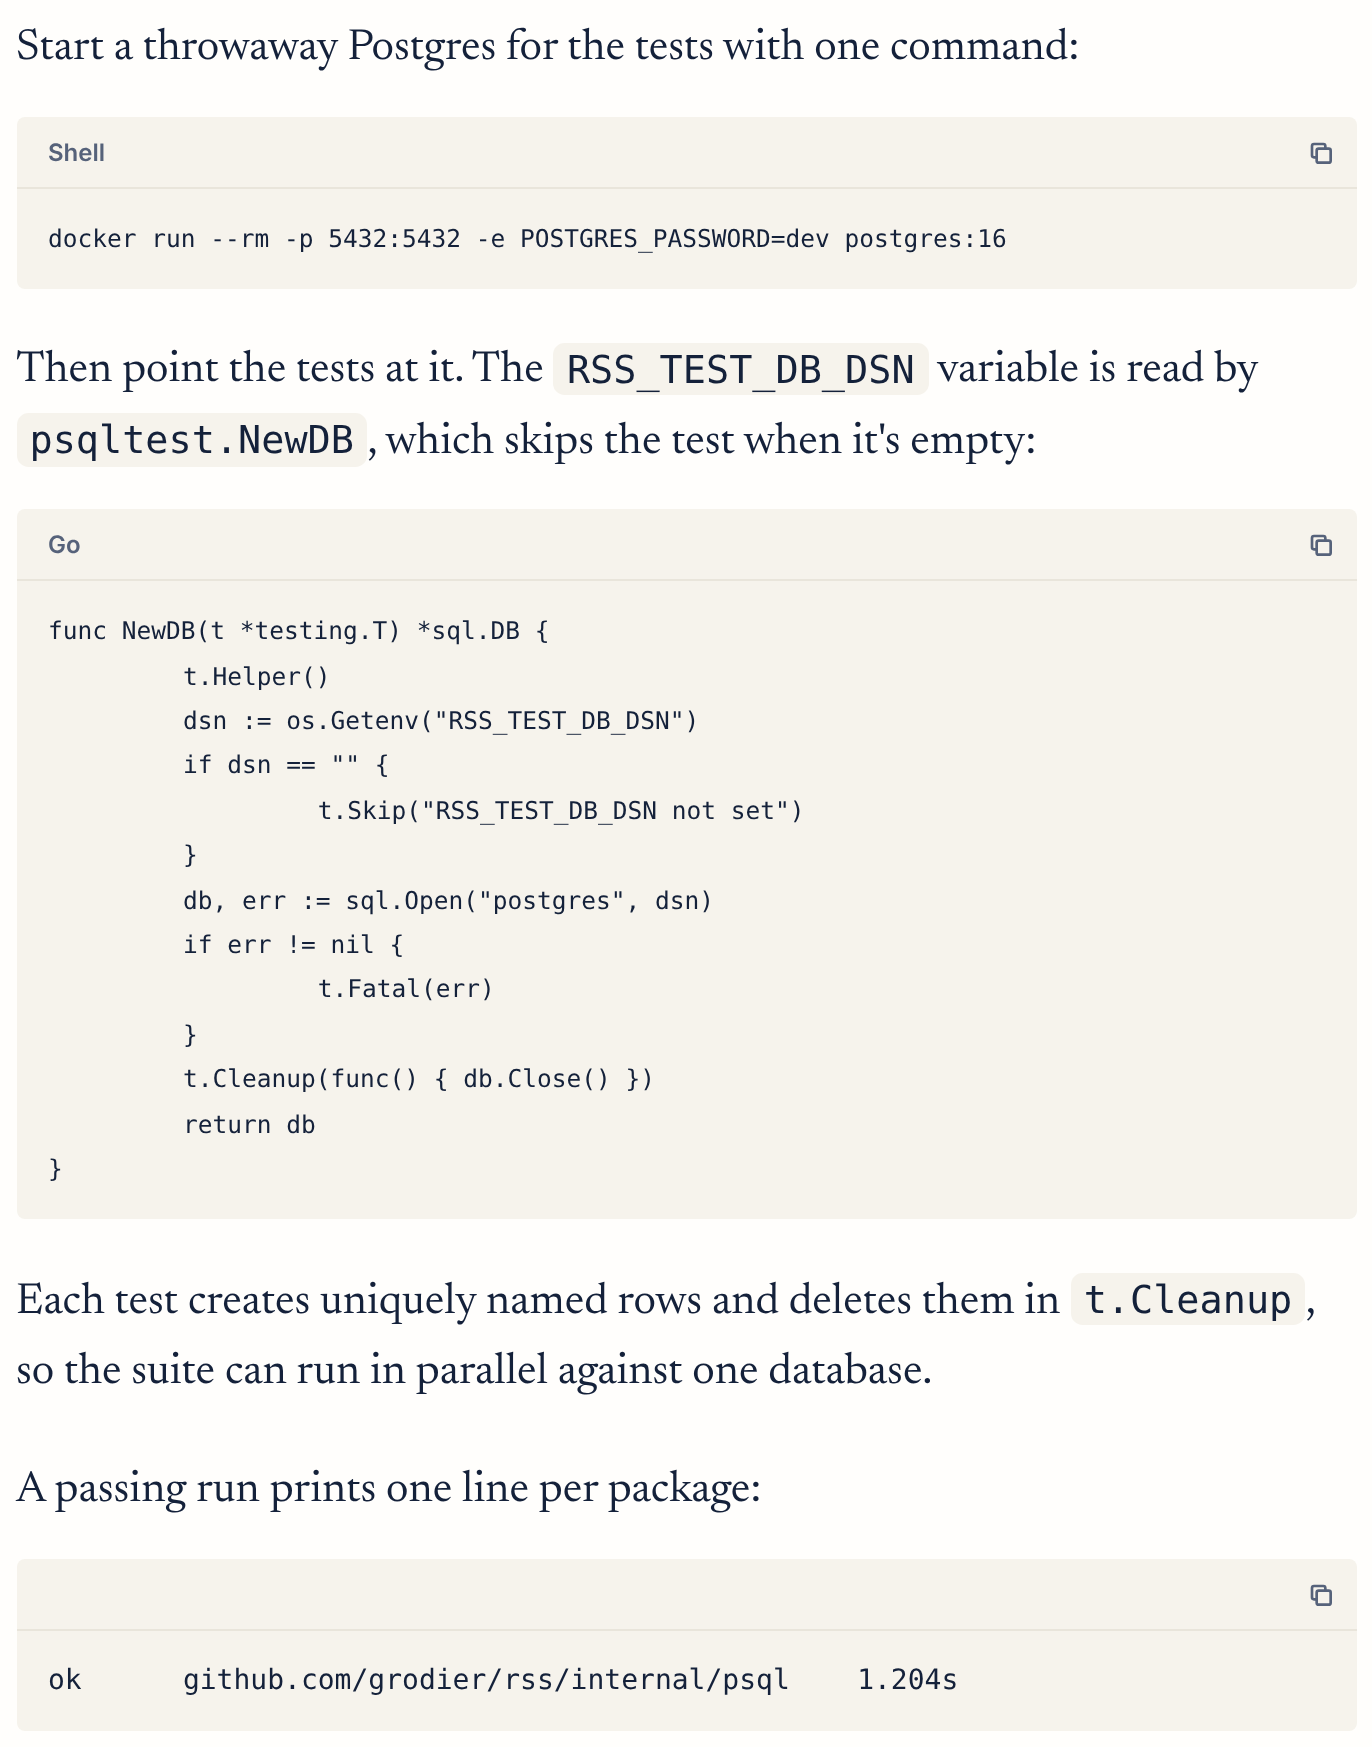 Start a throwaway Postgres for the tests with one command:
Shell
docker run --rm -p 5432:5432 -e POSTGRES_PASSWORD=dev postgres:16
Then point the tests at it. The RSS_TEST_DB_DSN variable is read by
psqltest.NewDB, which skips the test when it's empty:
Go
func NewDB(t *testing.T) *sql.DB {
	t.Helper()
	dsn := os.Getenv("RSS_TEST_DB_DSN")
	if dsn == "" {
		t.Skip("RSS_TEST_DB_DSN not set")
	}
	db, err := sql.Open("postgres", dsn)
	if err != nil {
		t.Fatal(err)
	}
	t.Cleanup(func() { db.Close() })
	return db
}
Each test creates uniquely named rows and deletes them in t.Cleanup,
so the suite can run in parallel against one database.
A passing run prints one line per package:
ok	github.com/grodier/rss/internal/psql	1.204s